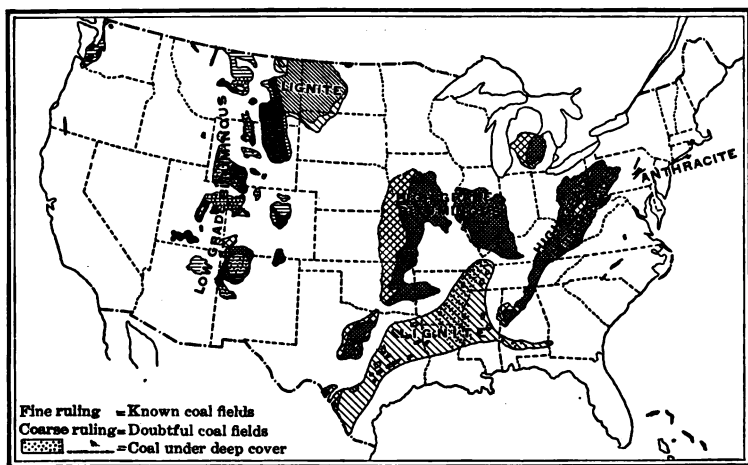 LIGNITE
LOW GRADE BITUMINOUS
ANTHRACITE
LIGNITE
Fine ruling = Known coal fields
Coarse ruling = Doubtful coal fields
= Coal under deep cover